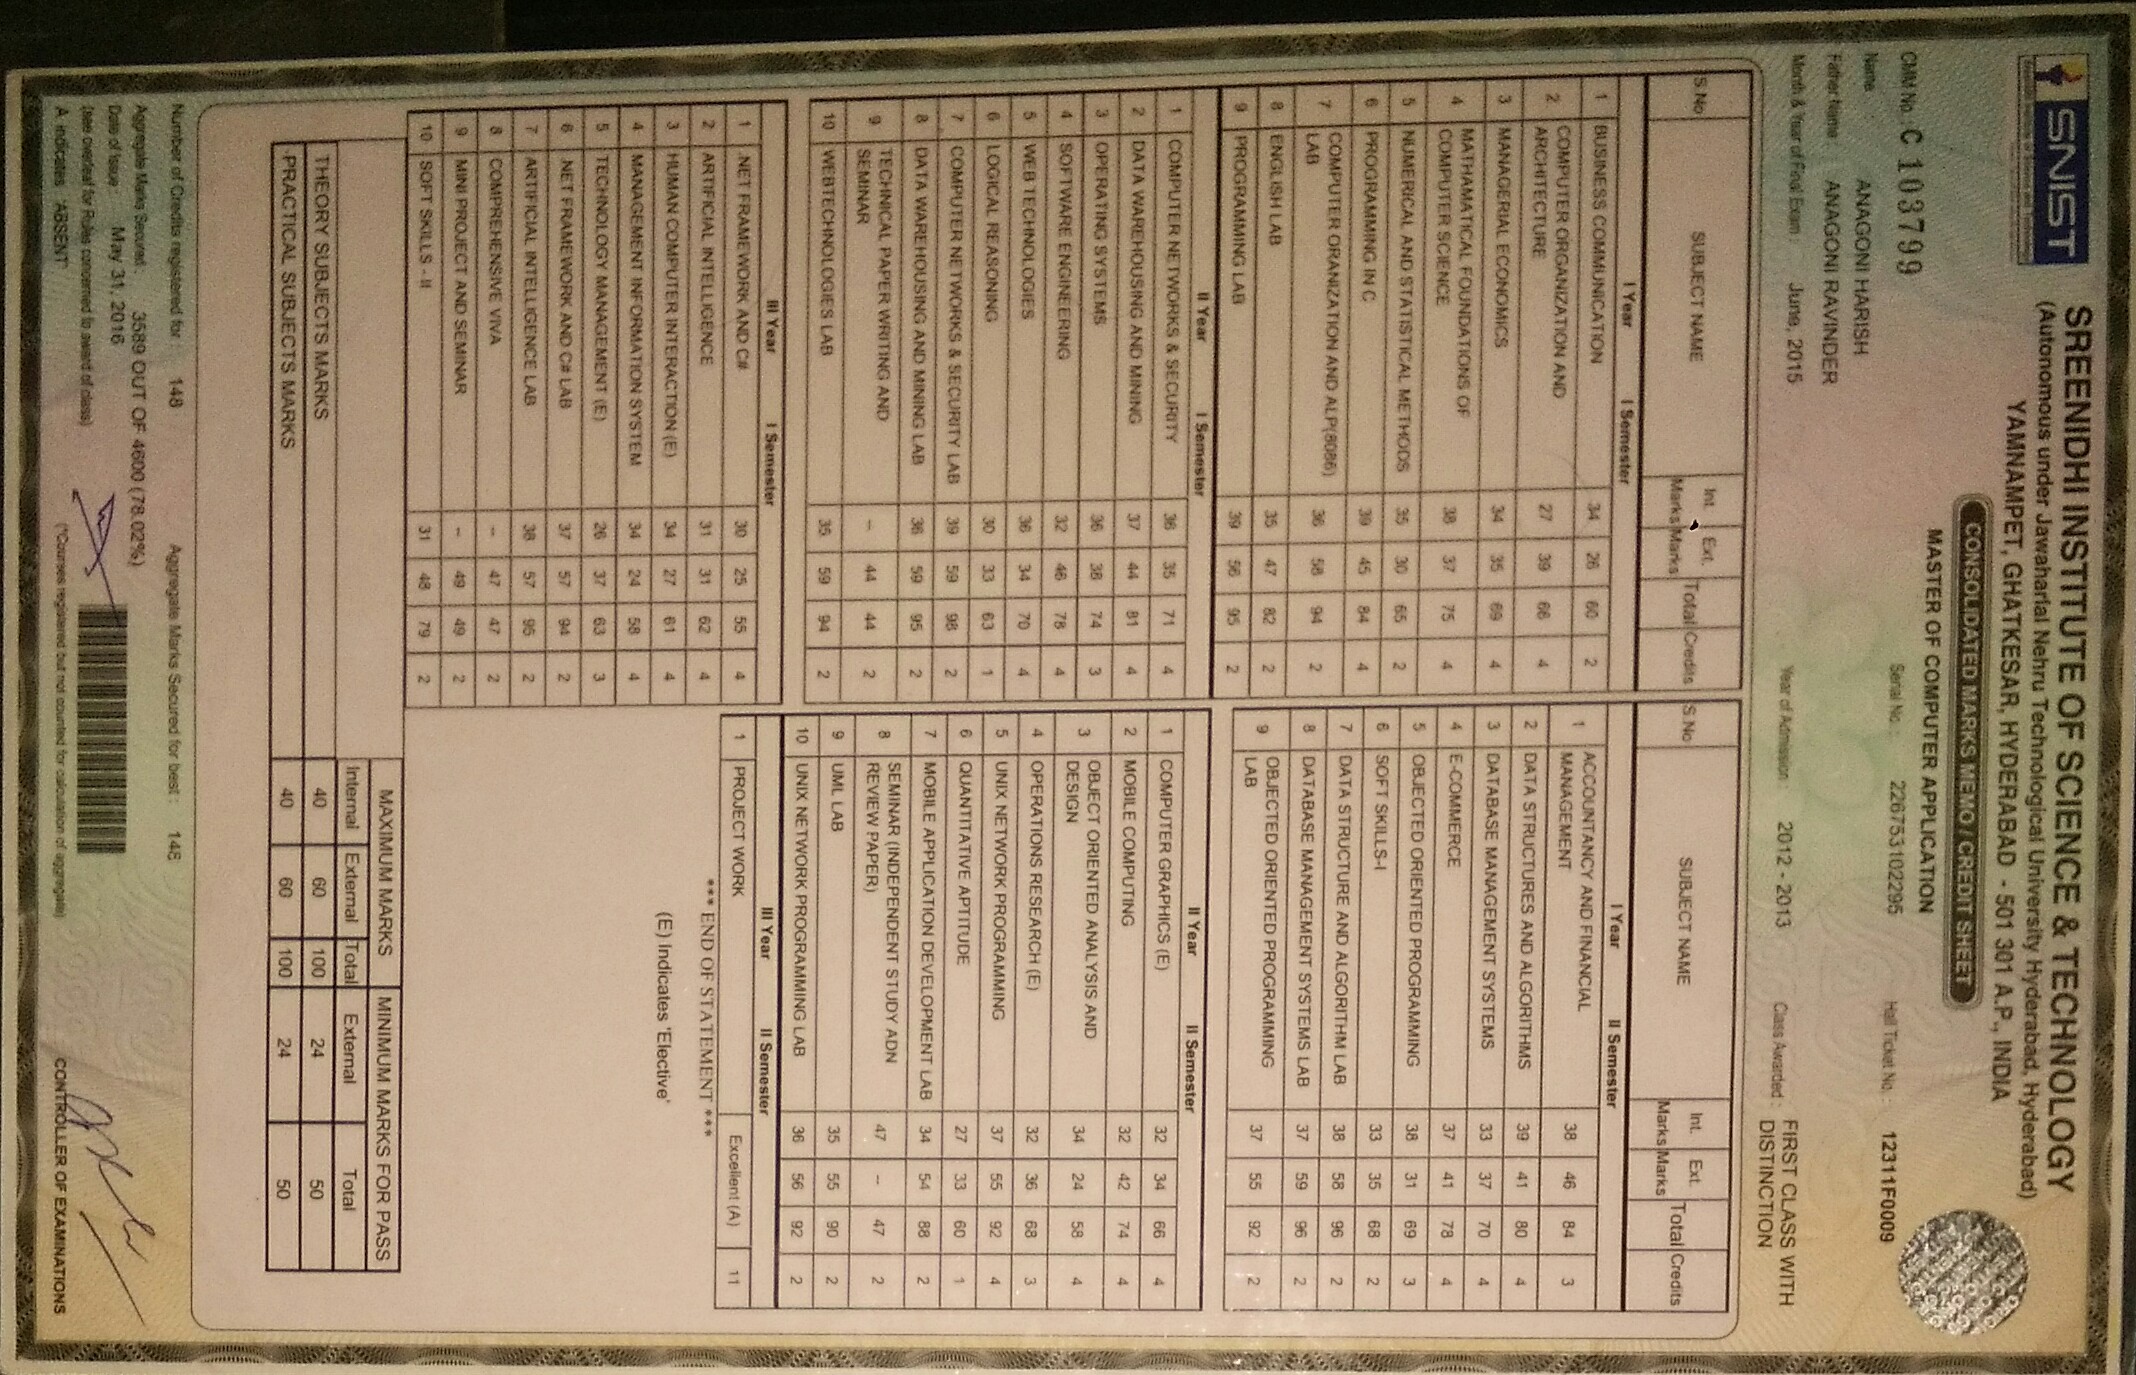 SNIST
Sreenidhi Institute of Science and Technology
SREENIDHI INSTITUTE OF SCIENCE & TECHNOLOGY
(Autonomous under Jawaharlal Nehru Technological University Hyderabad, Hyderabad)
YAMNAMPET, GHATKESAR, HYDERABAD - 501 301 A.P., INDIA
CONSOLIDATED MARKS MEMO / CREDIT SHEET
MASTER OF COMPUTER APPLICATION
CMM No. : C 103799
Serial No. : 226753102295
Hall Ticket No. : 12311F0009
Name : ANAGONI HARISH
Father Name : ANAGONI RAVINDER
Month & Year of Final Exam : June, 2015
Year of Admission : 2012 - 2013
Class Awarded : FIRST CLASS WITH
DISTINCTION
S.No SUBJECT NAME Int. Marks Ext. Marks Total Credits
I Year I Semester
1 BUSINESS COMMUNICATION 34 26 60 2
2 COMPUTER ORGANIZATION AND
ARCHITECTURE 27 39 66 4
3 MANAGERIAL ECONOMICS 34 35 69 4
4 MATHAMATICAL FOUNDATIONS OF
COMPUTER SCIENCE 38 37 75 4
5 NUMERICAL AND STATISTICAL METHODS 35 30 65 2
6 PROGRAMMING IN C 39 45 84 4
7 COMPUTER ORANIZATION AND ALP(8086)
LAB 36 58 94 2
8 ENGLISH LAB 35 47 82 2
9 PROGRAMMING LAB 39 56 95 2
II Year I Semester
1 COMPUTER NETWORKS & SECURITY 36 35 71 4
2 DATA WAREHOUSING AND MINING 37 44 81 4
3 OPERATING SYSTEMS 36 38 74 3
4 SOFTWARE ENGINEERING 32 46 78 4
5 WEB TECHNOLOGIES 36 34 70 4
6 LOGICAL REASONING 30 33 63 1
7 COMPUTER NETWORKS & SECURITY LAB 39 59 98 2
8 DATA WAREHOUSING AND MINING LAB 36 59 95 2
9 TECHNICAL PAPER WRITING AND
SEMINAR -- 44 44 2
10 WEBTECHNOLOGIES LAB 35 59 94 2
III Year I Semester
1 .NET FRAMEWORK AND C# 30 25 55 4
2 ARTIFICIAL INTELLIGENCE 31 31 62 4
3 HUMAN COMPUTER INTERACTION (E) 34 27 61 4
4 MANAGEMENT INFORMATION SYSTEM 34 24 58 4
5 TECHNOLOGY MANAGEMENT (E) 26 37 63 3
6 .NET FRAMEWORK AND C# LAB 37 57 94 2
7 ARTIFICIAL INTELLIGENCE LAB 38 57 95 2
8 COMPREHENSIVE VIVA -- 47 47 2
9 MINI PROJECT AND SEMINAR -- 49 49 2
10 SOFT SKILLS - II 31 48 79 2
S.No SUBJECT NAME Int. Marks Ext. Marks Total Credits
I Year II Semester
1 ACCOUNTANCY AND FINANCIAL
MANAGEMENT 38 46 84 3
2 DATA STRUCTURES AND ALGORITHMS 39 41 80 4
3 DATABASE MANAGEMENT SYSTEMS 33 37 70 4
4 E-COMMERCE 37 41 78 4
5 OBJECTED ORIENTED PROGRAMMING 38 31 69 3
6 SOFT SKILLS-I 33 35 68 2
7 DATA STRUCTURE AND ALGORITHM LAB 38 58 96 2
8 DATABASE MANAGEMENT SYSTEMS LAB 37 59 96 2
9 OBJECTED ORIENTED PROGRAMMING
LAB 37 55 92 2
II Year II Semester
1 COMPUTER GRAPHICS (E) 32 34 66 4
2 MOBILE COMPUTING 32 42 74 4
3 OBJECT ORIENTED ANALYSIS AND
DESIGN 34 24 58 4
4 OPERATIONS RESEARCH (E) 32 36 68 3
5 UNIX NETWORK PROGRAMMING 37 55 92 4
6 QUANTITATIVE APTITUDE 27 33 60 1
7 MOBILE APPLICATION DEVELOPMENT LAB 34 54 88 2
8 SEMINAR (INDEPENDENT STUDY ADN
REVIEW PAPER) 47 -- 47 2
9 UML LAB 35 55 90 2
10 UNIX NETWORK PROGRAMMING LAB 36 56 92 2
III Year II Semester
1 PROJECT WORK Excellent (A) 11
*** END OF STATEMENT ***
(E) Indicates 'Elective'
MAXIMUM MARKS MINIMUM MARKS FOR PASS
Internal External Total External Total
THEORY SUBJECTS MARKS 40 60 100 24 50
PRACTICAL SUBJECTS MARKS 40 60 100 24 50
Number of Credits registered for : 148
Aggregate Marks Secured for best : 148
Aggregate Marks Secured : 3589 OUT OF 4600 (78.02%)
Date of Issue : May 31, 2016
(see overleaf for Rules concerned to award of class)
A indicates 'ABSENT'
(*Courses registered but not counted for calculation of aggregate)
CONTROLLER OF EXAMINATIONS